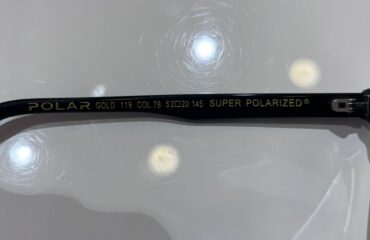 POLAR GOLD 119 COL 78 52□20 145 SUPER POLARIZED®